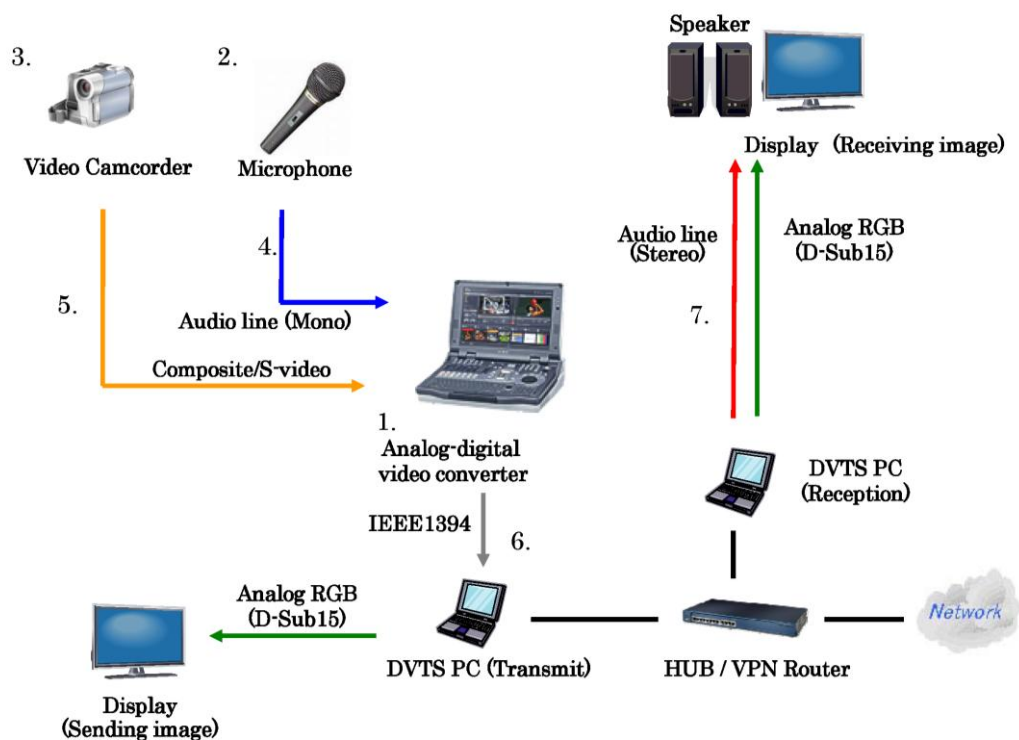 Speaker
3.
2.
Video Camcorder
Microphone
Display (Receiving image)
Audio line
(Stereo)
Analog RGB
(D-Sub15)
4.
5.
7.
Audio line (Mono)
Composite/S-video
1.
Analog-digital
video converter
DVTS PC
(Reception)
IEEE1394
6.
Analog RGB
(D-Sub15)
Network
DVTS PC (Transmit)
HUB / VPN Router
Display
(Sending image)